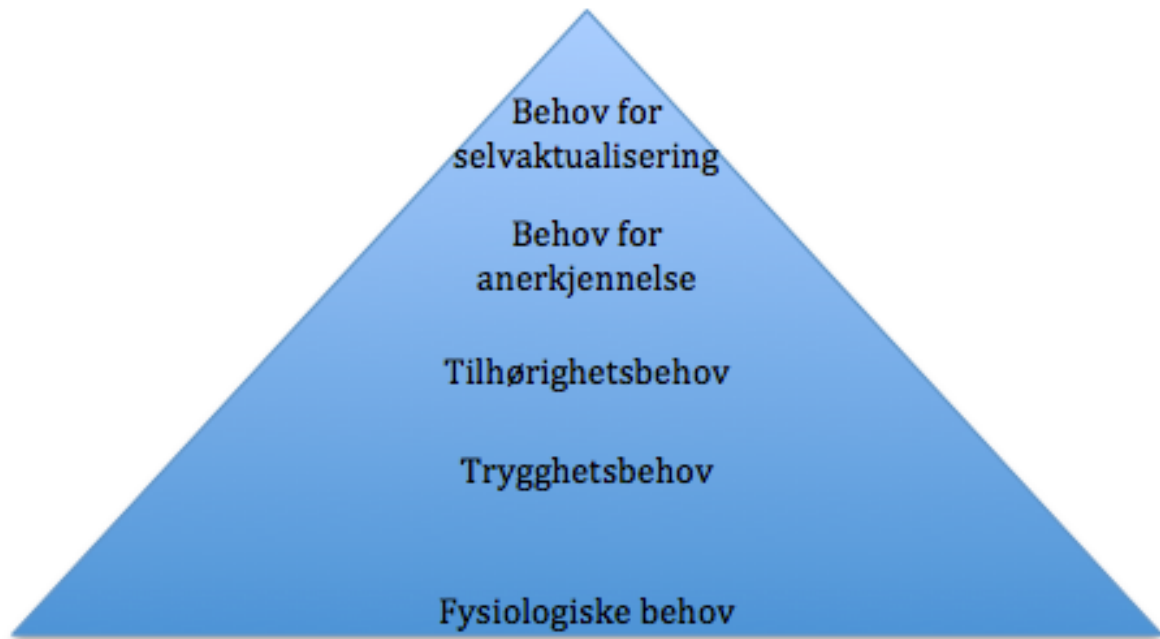 Behov for
selvaktualisering
Behov for
anerkjennelse
Tilhørighetsbehov
Trygghetsbehov
Fysiologiske behov